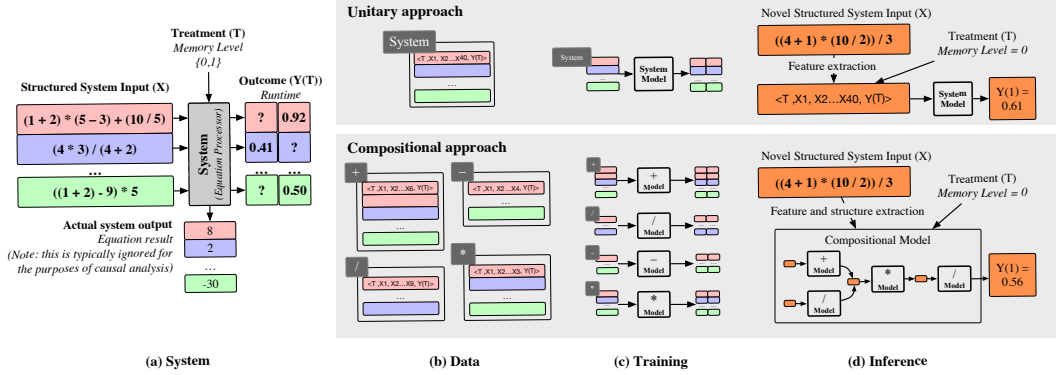 Treatment (T)
Memory Level
{0,1}
Structured System Input (X)
Outcome (Y(T))
Runtime
(1 + 2) * (5 – 3) + (10 / 5)
? 0.92
(4 * 3) / (4 + 2)
0.41 ?
... ... ...
((1 + 2) - 9) * 5
? 0.50
System
(Equation Processor)
Actual system output
Equation result
(Note: this is typically ignored for
the purposes of causal analysis)
8
2
...
-30
(a) System
Unitary approach
System
<T ,X1, X2...X40, Y(T)>
...
System
System
Model
... ...
Novel Structured System Input (X)
((4 + 1) * (10 / 2)) / 3
Treatment (T)
Memory Level = 0
Feature extraction
<T ,X1, X2...X40, Y(T)>
System
Model
Y(1) =
0.61
Compositional approach
+
<T ,X1, X2...X6, Y(T)>
...
–
<T ,X1, X2...X4, Y(T)>
...
/
<T ,X1, X2...X9, Y(T)>
...
*
<T ,X1, X2...X3, Y(T)>
...
+
Model
/
/
Model
–
Model
*
Model
Novel Structured System Input (X)
((4 + 1) * (10 / 2)) / 3
Treatment (T)
Memory Level = 0
Feature and structure extraction
Compositional Model
+
Model
/
Model
*
Model
/
Model
Y(1) =
0.56
(b) Data
(c) Training
(d) Inference